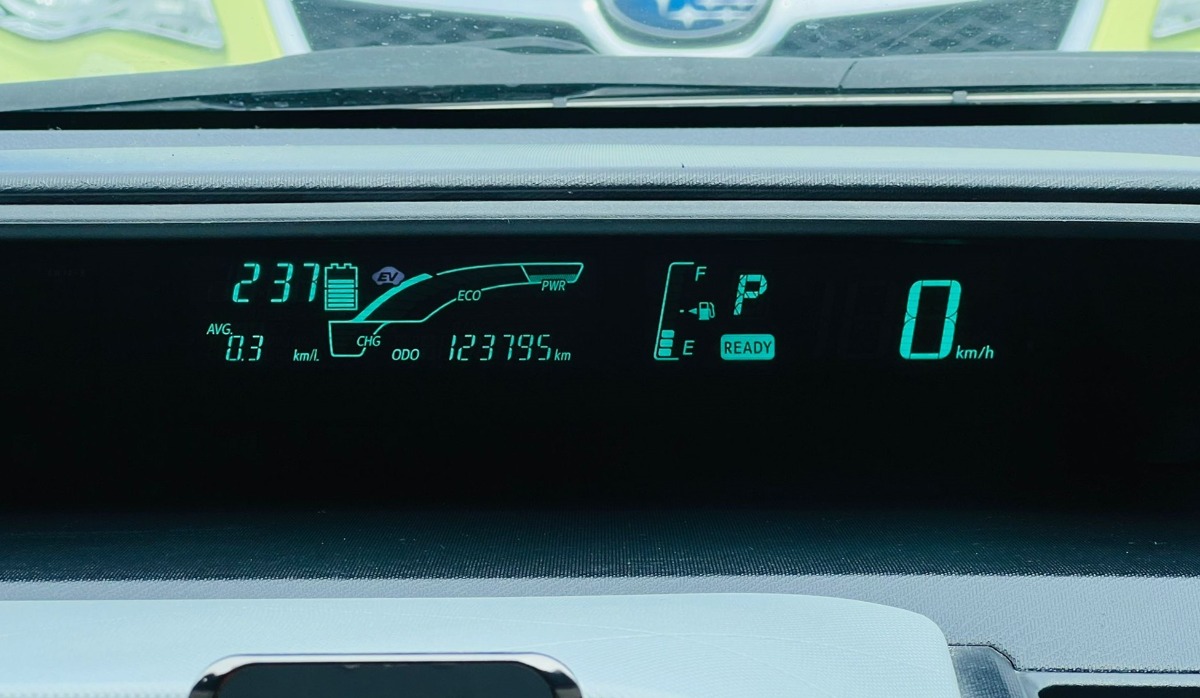 237 EV
ECO PWR
AVG. 0.3 km/L
CHG
ODO 123795 km
F
E
P
READY
0 km/h